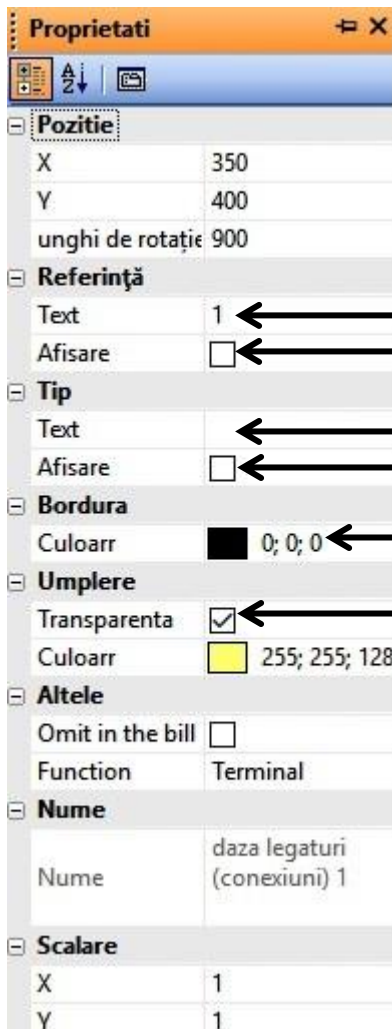 Proprietati
Pozitie
X 350
Y 400
unghi de rotație 900
Referinţă
Text 1
Afisare
Tip
Text
Afisare
Bordura
Culoarr 0; 0; 0
Umplere
Transparenta
Culoarr 255; 255; 128
Altele
Omit in the bill
Function Terminal
Nume
Nume daza legaturi
(conexiuni) 1
Scalare
X 1
Y 1